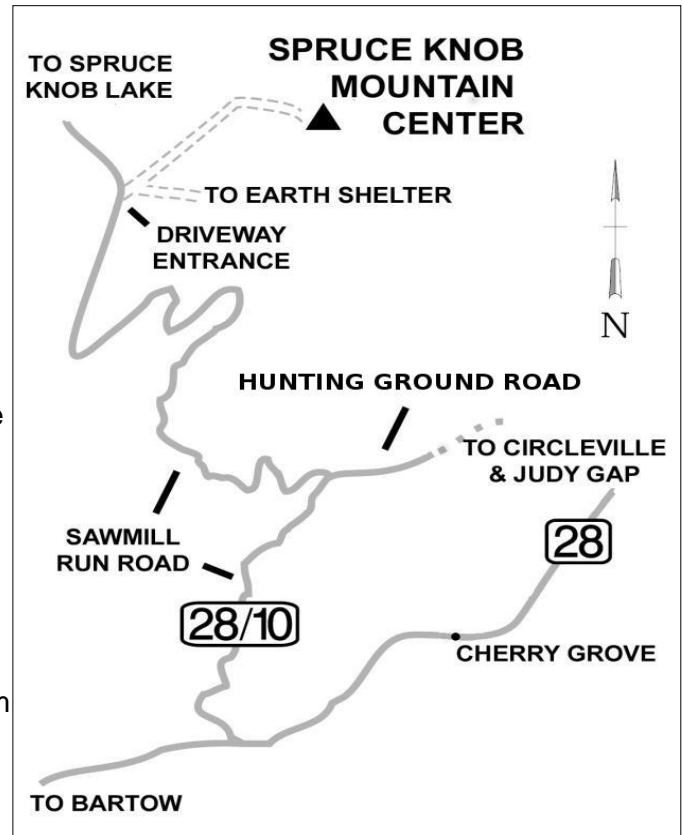 TO SPRUCE
KNOB LAKE
SPRUCE KNOB
MOUNTAIN
CENTER
TO EARTH SHELTER
DRIVEWAY
ENTRANCE
N
HUNTING GROUND ROAD
TO CIRCLEVILLE
& JUDY GAP
SAWMILL
RUN ROAD
28
28/10
CHERRY GROVE
TO BARTOW